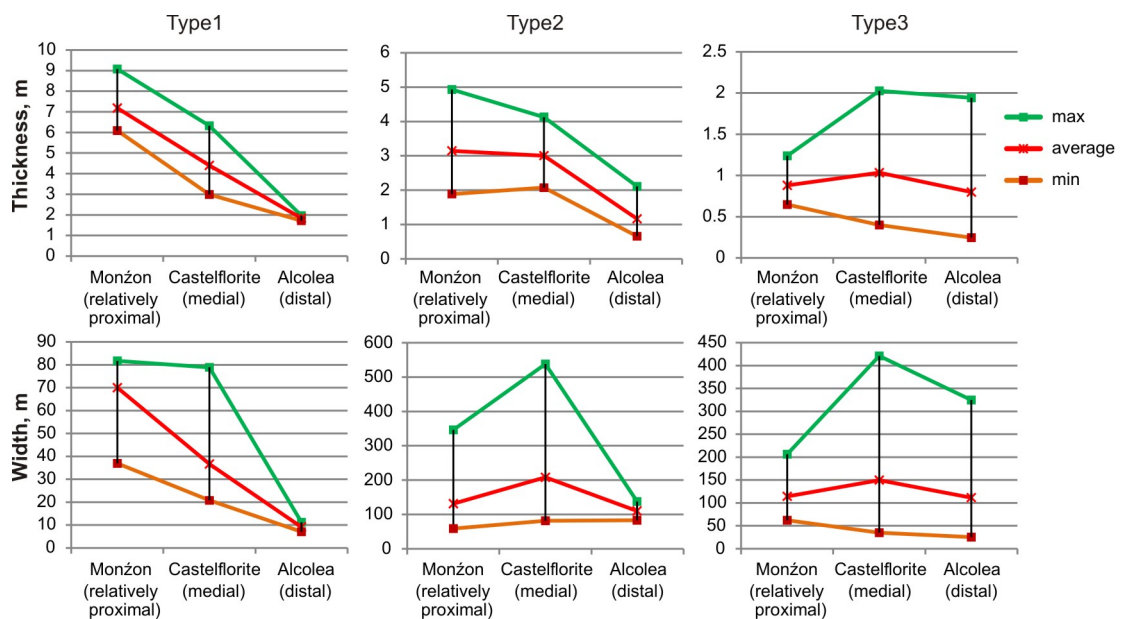 Type1
Type2
Type3
Thickness, m
10
9
8
7
6
5
4
3
2
1
0
Monźon
(relatively
proximal)
Castelflorite
(medial)
Alcolea
(distal)
6
5
4
3
2
1
0
Monźon
(relatively
proximal)
Castelflorite
(medial)
Alcolea
(distal)
2.5
2
1.5
1
0.5
0
Monźon
(relatively
proximal)
Castelflorite
(medial)
Alcolea
(distal)
max
average
min
Width, m
90
80
70
60
50
40
30
20
10
0
Monźon
(relatively
proximal)
Castelflorite
(medial)
Alcolea
(distal)
600
500
400
300
200
100
0
Monźon
(relatively
proximal)
Castelflorite
(medial)
Alcolea
(distal)
450
400
350
300
250
200
150
100
50
0
Monźon
(relatively
proximal)
Castelflorite
(medial)
Alcolea
(distal)